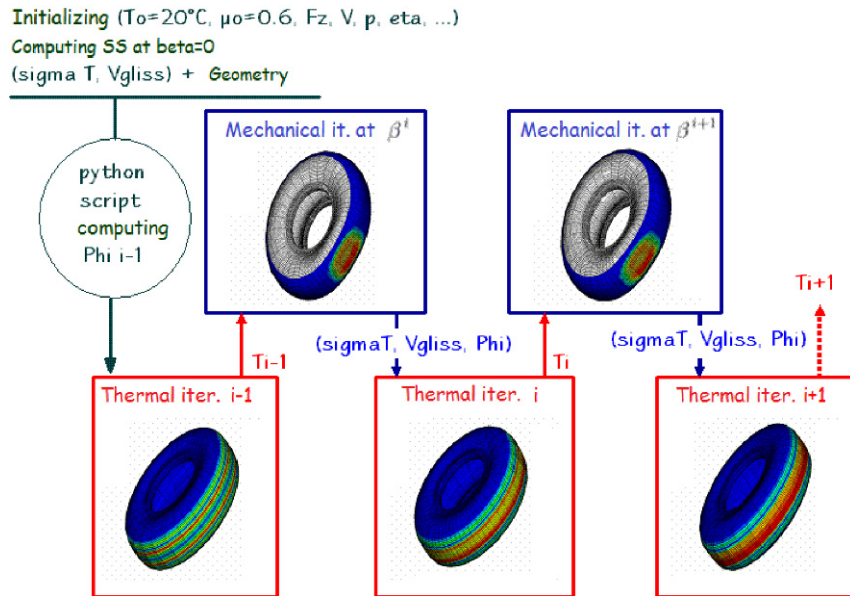 Initializing (To=20°C, μo=0.6, Fz, V, p, eta, ...)
Computing SS at beta=0
(sigma T, Vgliss) + Geometry
Mechanical it. at βⁱ
Mechanical it. at βⁱ⁺¹
python
script
computing
Phi i-1
Ti+1
(sigmaT, Vgliss, Phi)
(sigmaT, Vgliss, Phi)
Ti-1
Ti
Thermal iter. i-1
Thermal iter. i
Thermal iter. i+1